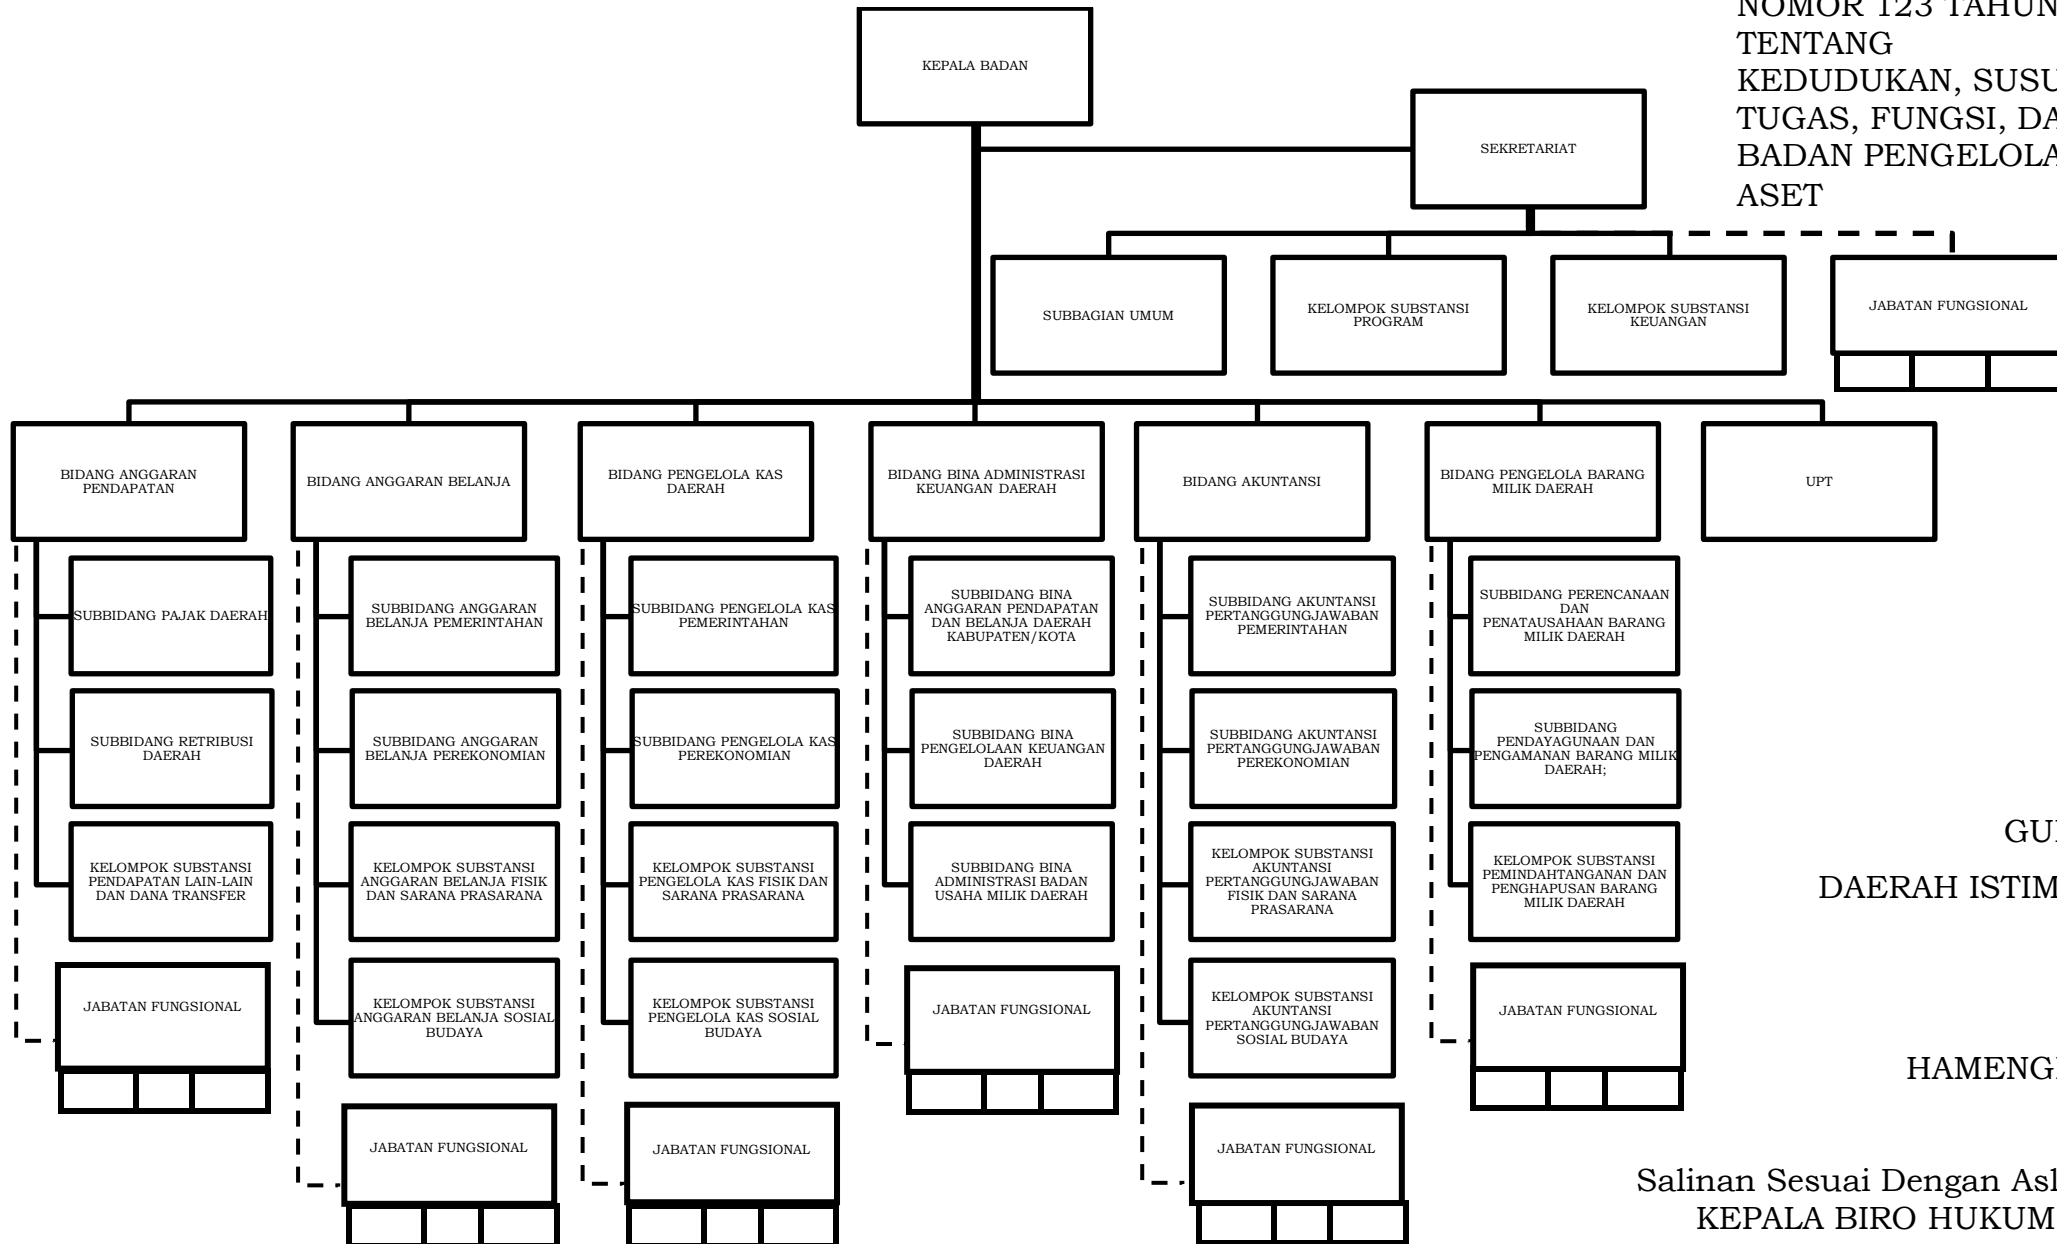 NOMOR 123 TAHUN
TENTANG
KEDUDUKAN, SUSU
TUGAS, FUNGSI, DA
BADAN PENGELOLA
ASET
KEPALA BADAN
SEKRETARIAT
SUBBAGIAN UMUM
KELOMPOK SUBSTANSI
PROGRAM
KELOMPOK SUBSTANSI
KEUANGAN
JABATAN FUNGSIONAL
BIDANG ANGGARAN
PENDAPATAN
BIDANG ANGGARAN BELANJA
BIDANG PENGELOLA KAS
DAERAH
BIDANG BINA ADMINISTRASI
KEUANGAN DAERAH
BIDANG AKUNTANSI
BIDANG PENGELOLA BARANG
MILIK DAERAH
UPT
SUBBIDANG PAJAK DAERAH
SUBBIDANG ANGGARAN
BELANJA PEMERINTAHAN
SUBBIDANG PENGELOLA KAS
PEMERINTAHAN
SUBBIDANG BINA
ANGGARAN PENDAPATAN
DAN BELANJA DAERAH
KABUPATEN/KOTA
SUBBIDANG AKUNTANSI
PERTANGGUNGJAWABAN
PEMERINTAHAN
SUBBIDANG PERENCANAAN
DAN
PENATAUSAHAAN BARANG
MILIK DAERAH
SUBBIDANG RETRIBUSI
DAERAH
SUBBIDANG ANGGARAN
BELANJA PEREKONOMIAN
SUBBIDANG PENGELOLA KAS
PEREKONOMIAN
SUBBIDANG BINA
PENGELOLAAN KEUANGAN
DAERAH
SUBBIDANG AKUNTANSI
PERTANGGUNGJAWABAN
PEREKONOMIAN
SUBBIDANG
PENDAYAGUNAAN DAN
PENGAMANAN BARANG MILIK
DAERAH;
KELOMPOK SUBSTANSI
PENDAPATAN LAIN-LAIN
DAN DANA TRANSFER
KELOMPOK SUBSTANSI
ANGGARAN BELANJA FISIK
DAN SARANA PRASARANA
KELOMPOK SUBSTANSI
PENGELOLA KAS FISIK DAN
SARANA PRASARANA
SUBBIDANG BINA
ADMINISTRASI BADAN
USAHA MILIK DAERAH
KELOMPOK SUBSTANSI
AKUNTANSI
PERTANGGUNGJAWABAN
FISIK DAN SARANA
PRASARANA
KELOMPOK SUBSTANSI
PEMINDAHTANGANAN DAN
PENGHAPUSAN BARANG
MILIK DAERAH
JABATAN FUNGSIONAL
KELOMPOK SUBSTANSI
ANGGARAN BELANJA SOSIAL
BUDAYA
KELOMPOK SUBSTANSI
PENGELOLA KAS SOSIAL
BUDAYA
JABATAN FUNGSIONAL
KELOMPOK SUBSTANSI
AKUNTANSI
PERTANGGUNGJAWABAN
SOSIAL BUDAYA
JABATAN FUNGSIONAL
JABATAN FUNGSIONAL
JABATAN FUNGSIONAL
JABATAN FUNGSIONAL
DAERAH ISTIM
HAMENG
Salinan Sesuai Dengan Asl
KEPALA BIRO HUKUM